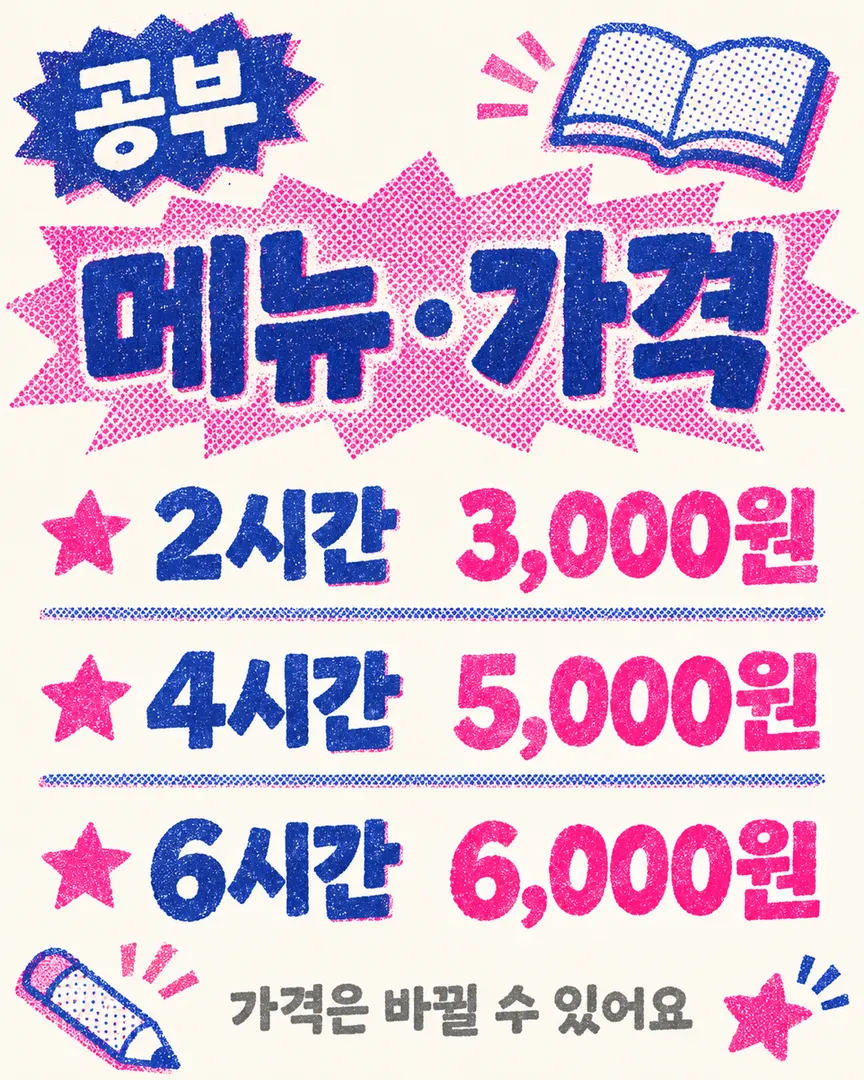 공부
메뉴·가격
2시간 3,000원
4시간 5,000원
6시간 6,000원
가격은 바뀔 수 있어요